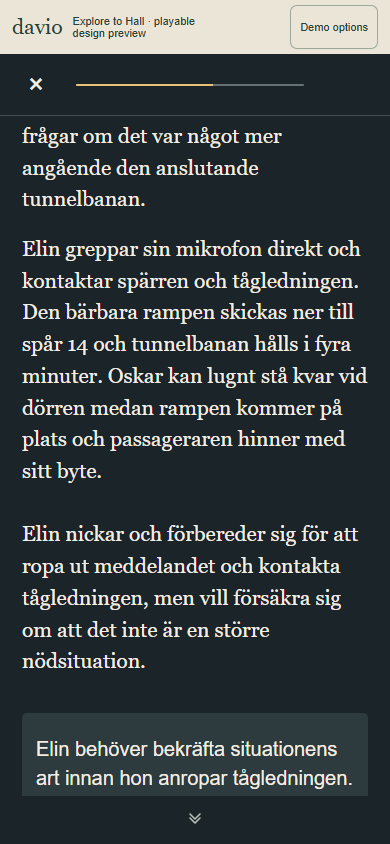 davio
Explore to Hall · playable
design preview
Demo options
frågar om det var något mer
angående den anslutande
tunnelbanan.
Elin greppar sin mikrofon direkt och
kontaktar spärren och tågledningen.
Den bärbara rampen skickas ner till
spår 14 och tunnelbanan hålls i fyra
minuter. Oskar kan lugnt stå kvar vid
dörren medan rampen kommer på
plats och passageraren hinner med
sitt byte.
Elin nickar och förbereder sig för att
ropa ut meddelandet och kontakta
tågledningen, men vill försäkra sig
om att det inte är en större
nödsituation.
Elin behöver bekräfta situationens
art innan hon anropar tågledningen.